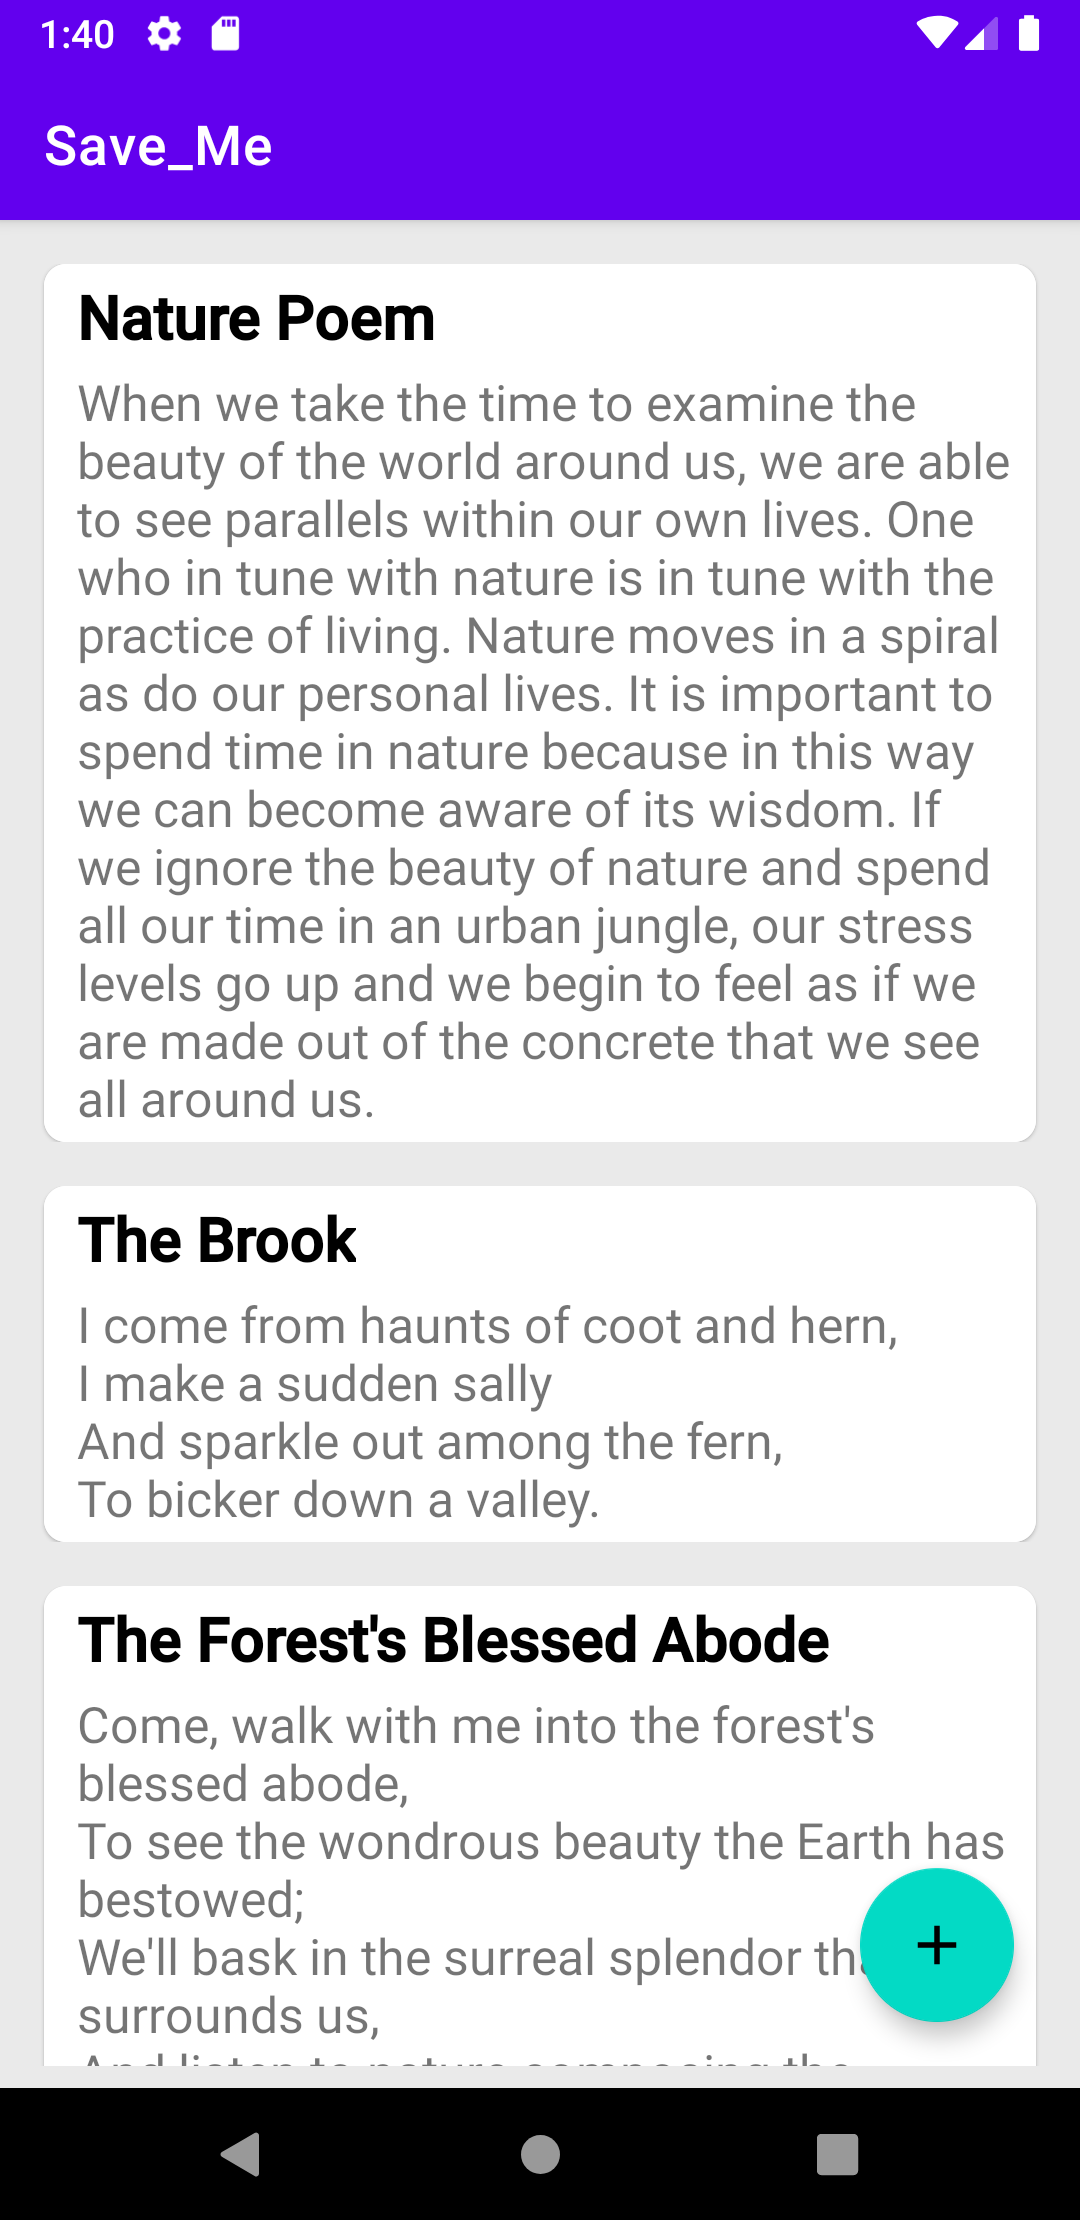 1:40
Save_Me
Nature Poem
When we take the time to examine the
beauty of the world around us, we are able
to see parallels within our own lives. One
who in tune with nature is in tune with the
practice of living. Nature moves in a spiral
as do our personal lives. It is important to
spend time in nature because in this way
we can become aware of its wisdom. If
we ignore the beauty of nature and spend
all our time in an urban jungle, our stress
levels go up and we begin to feel as if we
are made out of the concrete that we see
all around us.
The Brook
I come from haunts of coot and hern,
I make a sudden sally
And sparkle out among the fern,
To bicker down a valley.
The Forest's Blessed Abode
Come, walk with me into the forest's
blessed abode,
To see the wondrous beauty the Earth has
bestowed;
We'll bask in the surreal splendor
surrounds us,
And listen to nature composing the